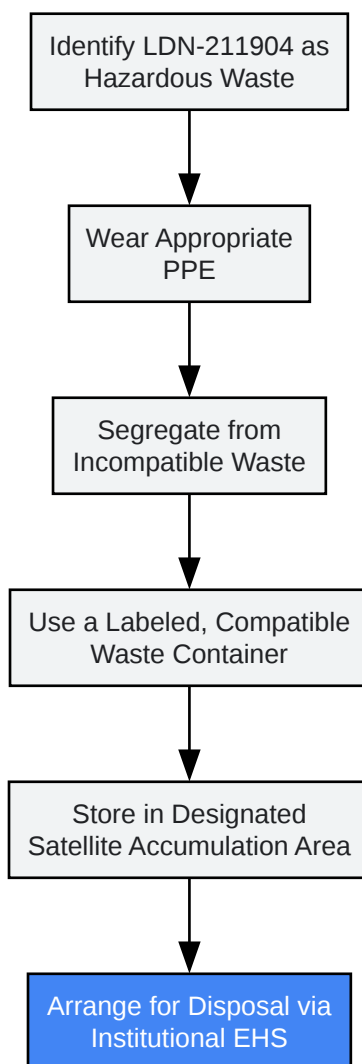 Identify LDN-211904 as
Hazardous Waste
Wear Appropriate
PPE
Segregate from
Incompatible Waste
Use a Labeled, Compatible
Waste Container
Store in Designated
Satellite Accumulation Area
Arrange for Disposal via
Institutional EHS